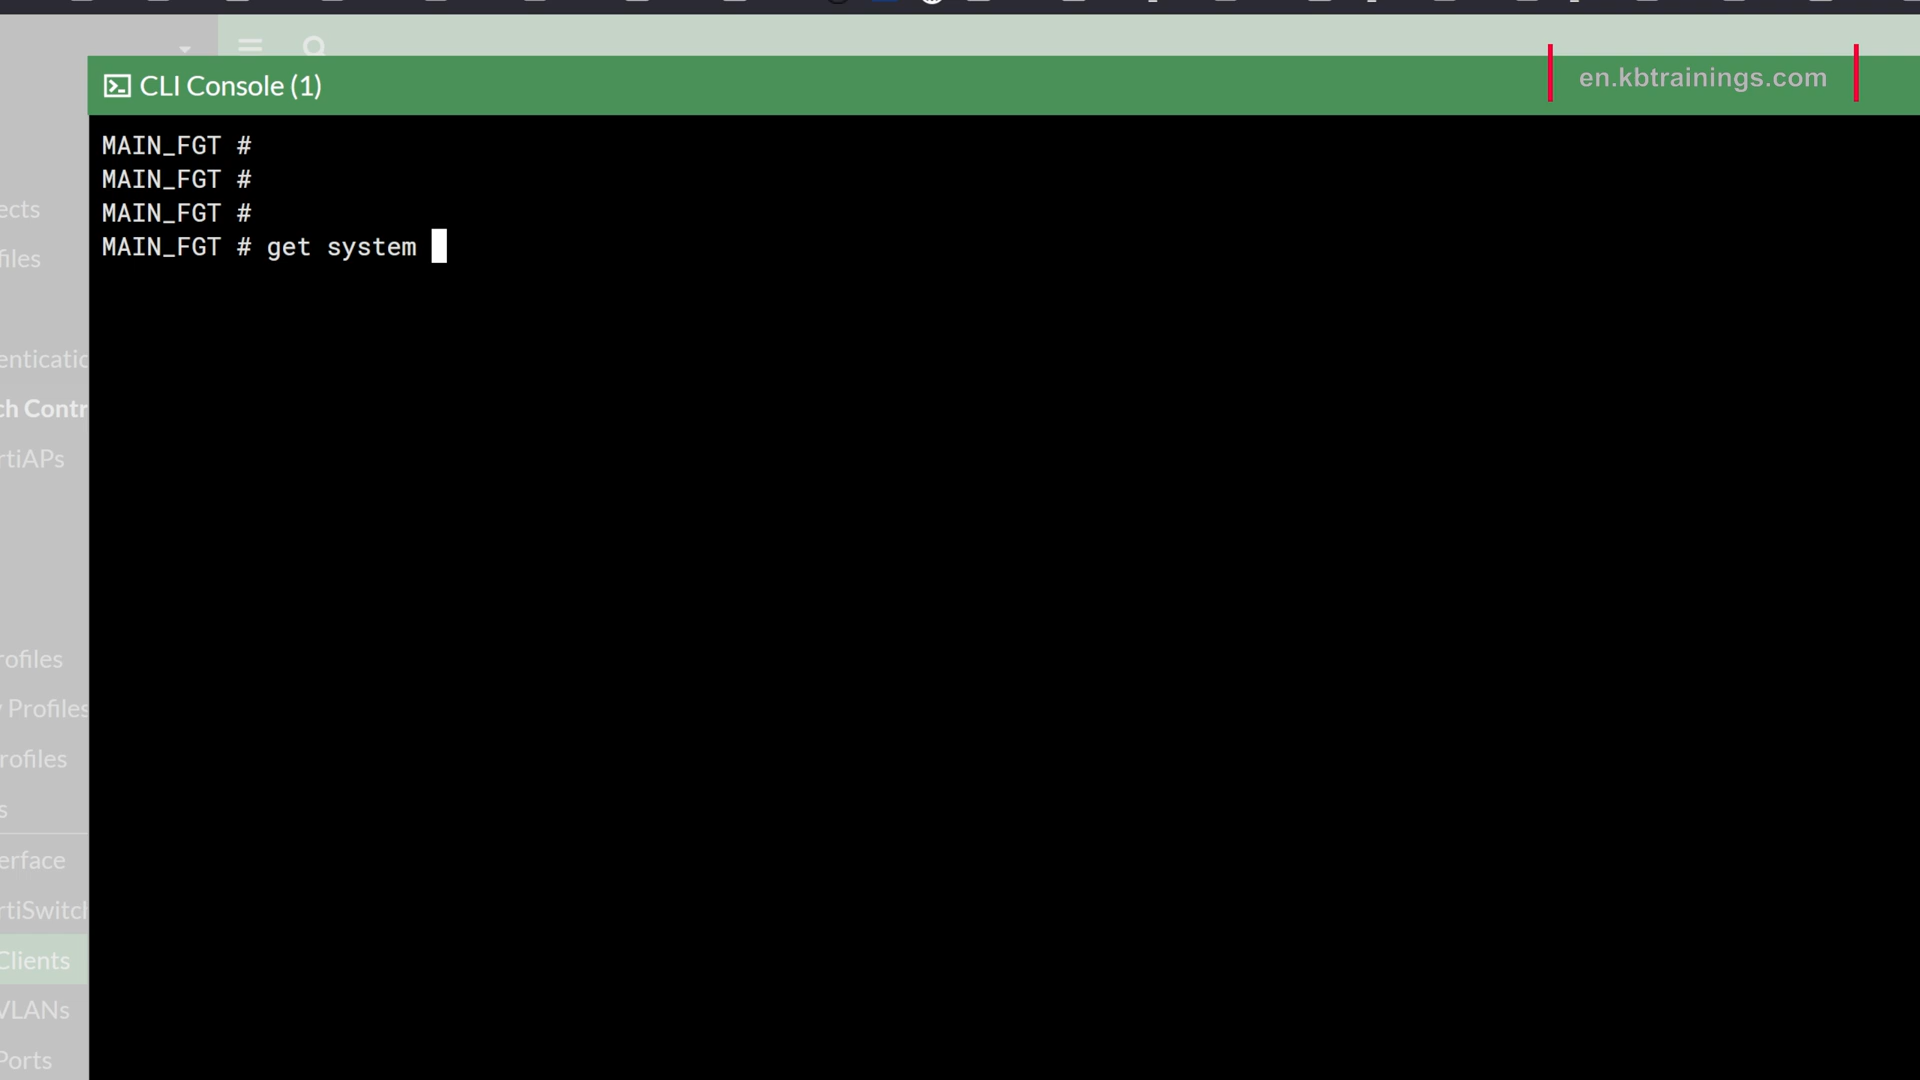 CLI Console (1)
en.kbtrainings.com
MAIN_FGT #
MAIN_FGT #
MAIN_FGT #
MAIN_FGT # get system
ects
files
enticatio
ch Contr
rtiAPs
rofiles
y Profiles
rofiles
s
erface
rtiSwitch
Clients
VLANs
Ports